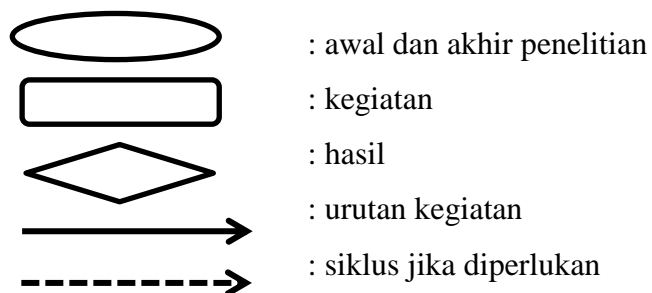 : awal dan akhir penelitian
: kegiatan
: hasil
: urutan kegiatan
: siklus jika diperlukan